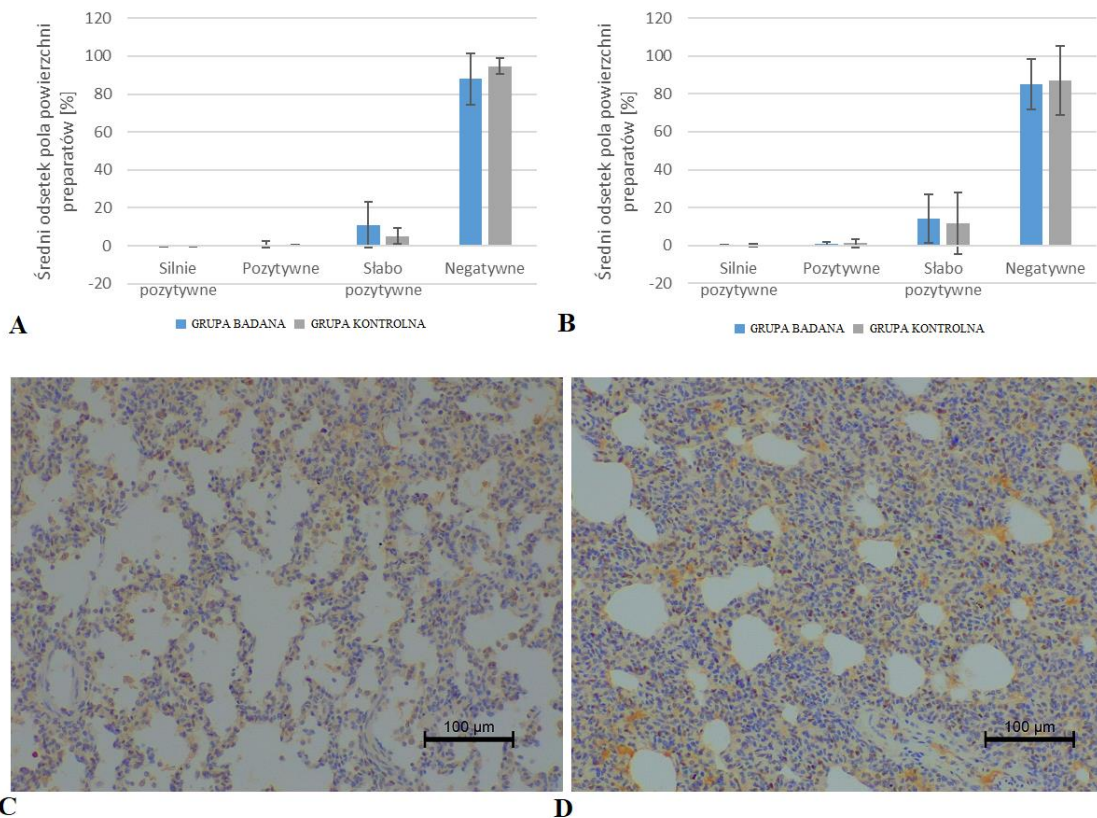 120
100
80
60
40
20
0
-20
Średni odsetek pola powierzchni
preparatów [%]
Silnie
pozytywne
Pozytywne
Słabo
pozytywne
Negatywne
GRUPA BADANA
GRUPA KONTROLNA
A
120
100
80
60
40
20
0
-20
Średni odsetek pola powierzchni
preparatów [%]
Silnie
pozytywne
Pozytywne
Słabo
pozytywne
Negatywne
GRUPA BADANA
GRUPA KONTROLNA
B
100 µm
C
100 µm
D